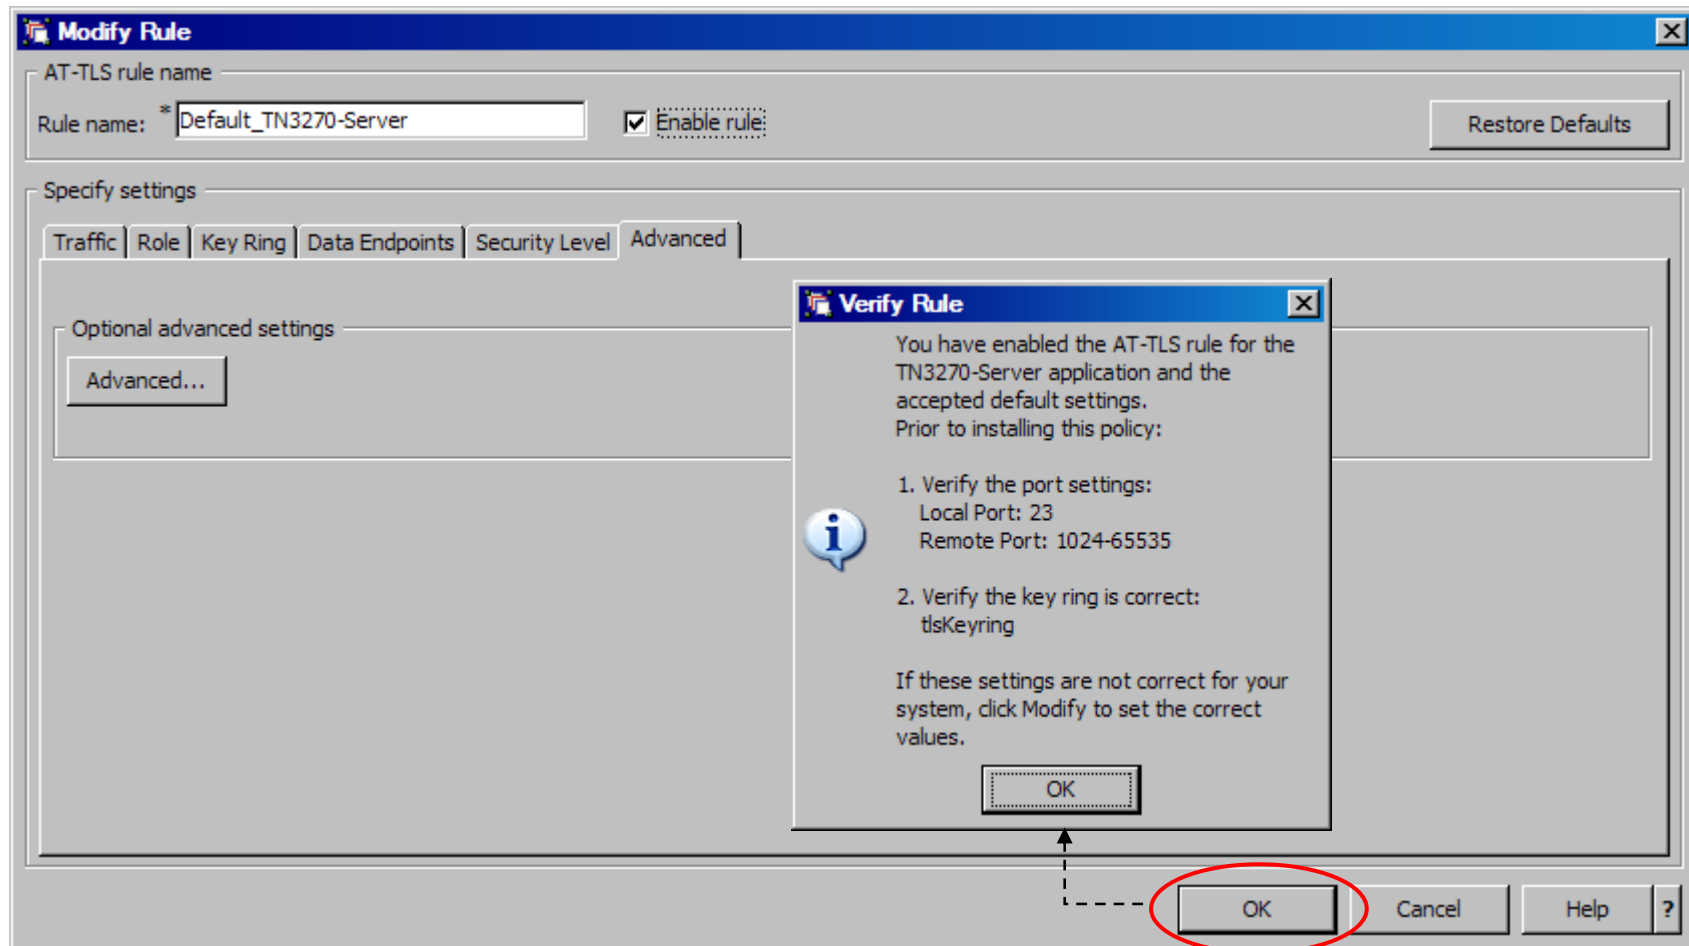 Modify Rule
AT-TLS rule name
Rule name: * Default_TN3270-Server Enable rule Restore Defaults
Specify settings
Traffic Role Key Ring Data Endpoints Security Level Advanced
Optional advanced settings
Advanced...
Verify Rule
You have enabled the AT-TLS rule for the
TN3270-Server application and the
accepted default settings.
Prior to installing this policy:
1. Verify the port settings:
Local Port: 23
Remote Port: 1024-65535
2. Verify the key ring is correct:
tlsKeyring
If these settings are not correct for your
system, click Modify to set the correct
values.
OK
OK Cancel Help ?